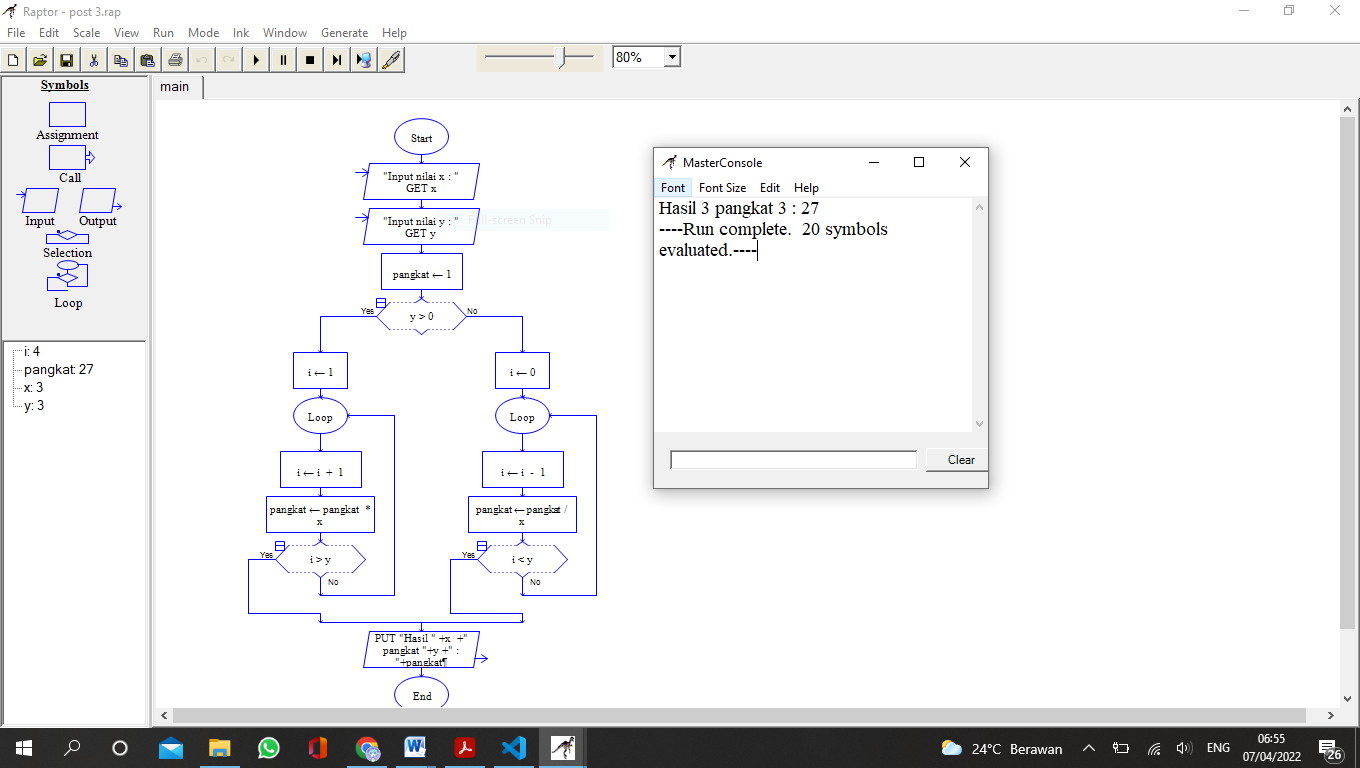 Raptor - post 3.rap
File Edit Scale View Run Mode Ink Window Generate Help
80%
Symbols
Assignment
Call
Input Output
Selection
Loop
i: 4
pangkat: 27
x: 3
y: 3
main
Start
"Input nilai x : "
GET x
"Input nilai y : "
GET y
Full-screen Snip
pangkat ← 1
Yes y > 0 No
i ← 1
Loop
i ← i + 1
pangkat ← pangkat *
x
Yes i > y
No
i ← 0
Loop
i ← i - 1
pangkat ← pangkat /
x
Yes i < y
No
PUT "Hasil " +x +"
pangkat "+y +" :
"+pangkat¶
End
MasterConsole
Font Font Size Edit Help
Hasil 3 pangkat 3 : 27
----Run complete. 20 symbols
evaluated.----
Clear
24°C Berawan
ENG
06:55
07/04/2022
26